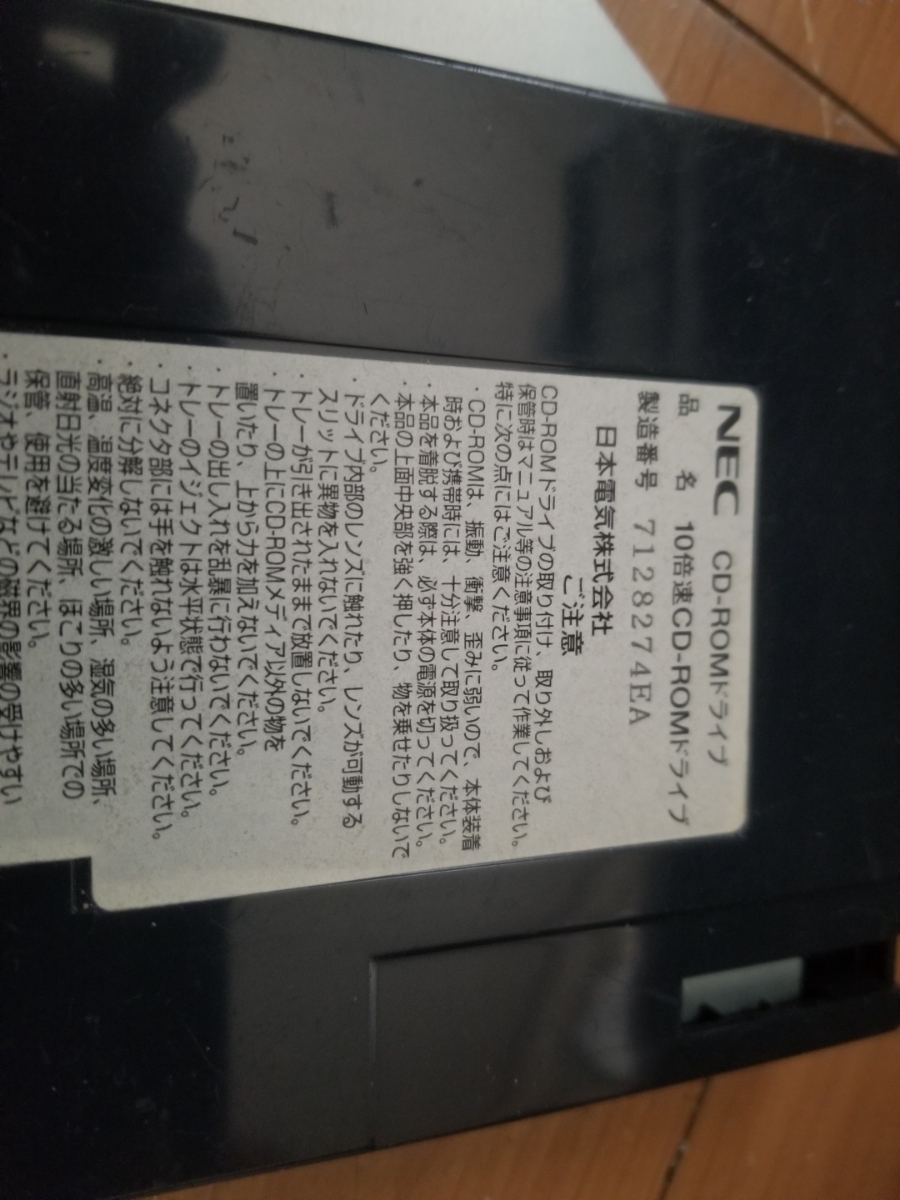 NEC CD-ROMドライブ
品 名 10倍速CD-ROMドライブ
製造番号 7128274EA
日本電気株式会社
ご注意
CD-ROMドライブの取り付け、取り外しおよび
保管時はマニュアル等の注意事項に従って作業してください。
特に次の点にはご注意ください。
・CD-ROMは、振動、衝撃、歪みに弱いので、本体装着
時および携帯時には、十分注意して取り扱ってください。
・本品を着脱する際は、必ず本体の電源を切ってください。
・本品の上面中央部を強く押したり、物を乗せたりしないで
ください。
・ドライブ内部のレンズに触れたり、レンズが可動する
スリットに異物を入れないでください。
・トレーが引き出されたままで放置しないでください。
・トレーの上にCD-ROMメディア以外の物を
置いたり、上から力を加えないでください。
・トレーの出し入れを乱暴に行わないでください。
・トレーのイジェクトは水平状態で行ってください。
・コネクタ部には手を触れないよう注意してください。
・絶対に分解しないでください。
・高温、温度変化の激しい場所、湿気の多い場所、
直射日光の当たる場所、ほこりの多い場所での
保管、使用を避けてください。
・ラジオやテレビなどの磁界の影響の受けやすい